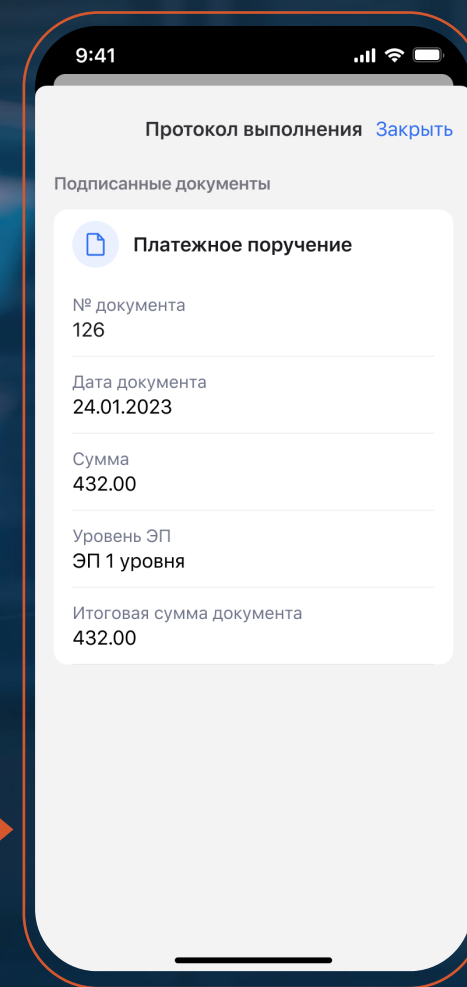 9:41
Протокол выполнения Закрыть
Подписанные документы
Платежное поручение
№ документа
126
Дата документа
24.01.2023
Сумма
432.00
Уровень ЭП
ЭП 1 уровня
Итоговая сумма документа
432.00